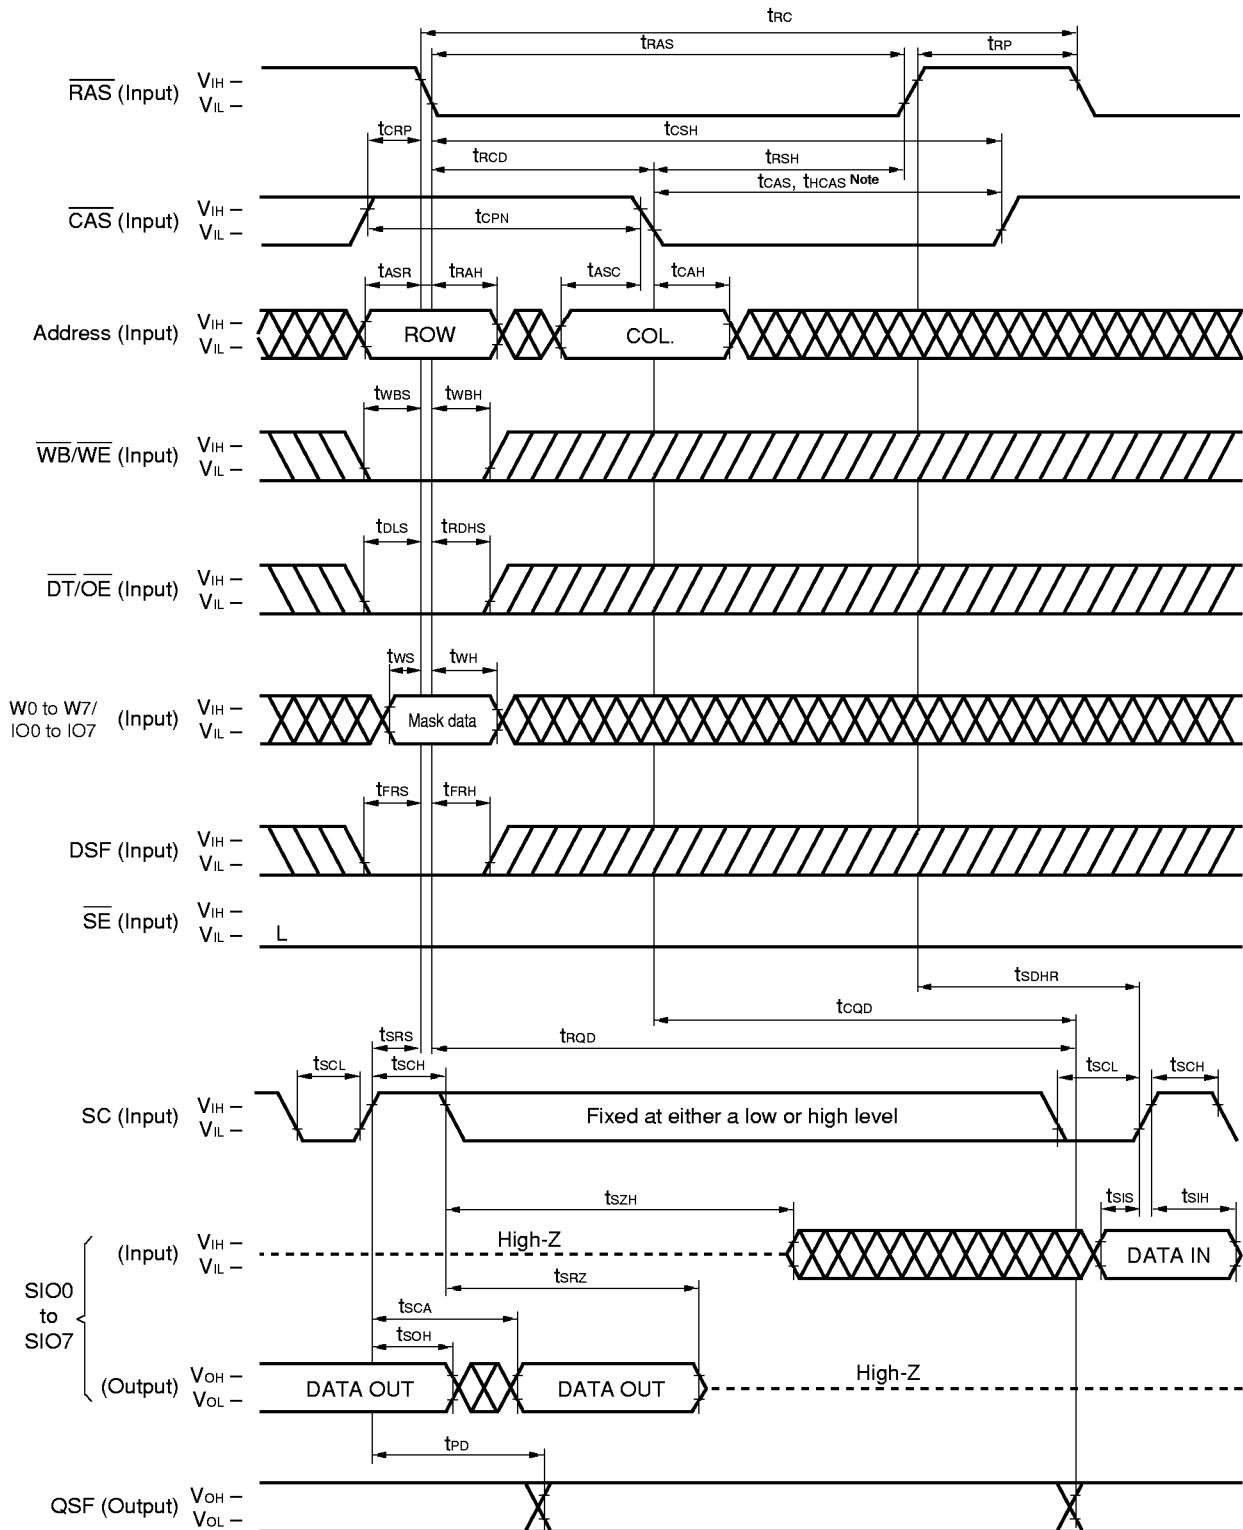 tRC
tRAS
tRP
RAS (Input) VIH –
VIL –
tCRP
tCSH
tRCD
tRSH
tCAS, tHCAS Note
CAS (Input) VIH –
VIL –
tCPN
tASR tRAH tASC tCAH
Address (Input) VIH –
VIL –
ROW COL.
tWBS tWBH
WB/WE (Input) VIH –
VIL –
tDLS tRDHS
DT/OE (Input) VIH –
VIL –
tWS tWH
W0 to W7/
IO0 to IO7 (Input) VIH –
VIL –
Mask data
tFRS tFRH
DSF (Input) VIH –
VIL –
SE (Input) VIH –
VIL – L
tSDHR
tCQD
tSRS tRQD
tSCL tSCH tSCL tSCH
SC (Input) VIH –
VIL –
Fixed at either a low or high level
tSZH tSIS tSIH
(Input) VIH –
VIL –
High-Z DATA IN
tSRZ
SIO0
to
SIO7
tSCA
tSOH
(Output) VOH –
VOL –
DATA OUT DATA OUT High-Z
tPD
QSF (Output) VOH –
VOL –